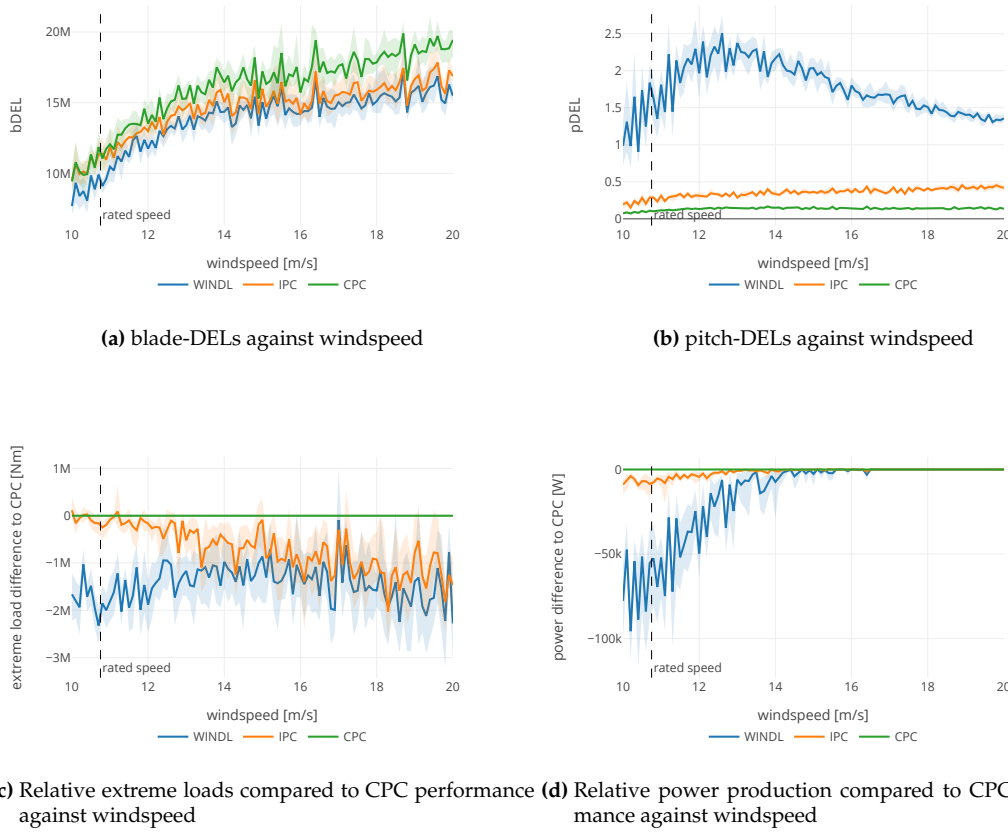 20M
15M
10M
bDEL
rated speed
10 12 14 16 18 20
windspeed [m/s]
WINDL IPC CPC
(a) blade-DELs against windspeed
2.5
2
1.5
1
0.5
0
pDEL
rated speed
10 12 14 16 18 20
windspeed [m/s]
WINDL IPC CPC
(b) pitch-DELs against windspeed
1M
0
−1M
−2M
−3M
extreme load difference to CPC [Nm]
rated speed
10 12 14 16 18 20
windspeed [m/s]
WINDL IPC CPC
c) Relative extreme loads compared to CPC performance
against windspeed
0
−50k
−100k
power difference to CPC [W]
rated speed
10 12 14 16 18 20
windspeed [m/s]
WINDL IPC CPC
(d) Relative power production compared to CPC
mance against windspeed